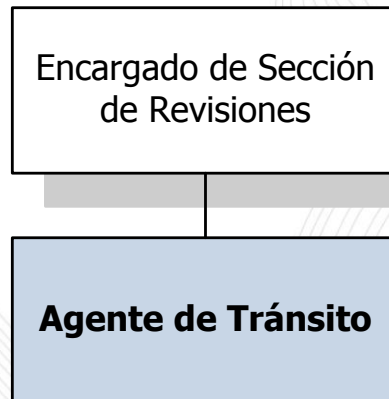 Encargado de Sección
de Revisiones
Agente de Tránsito